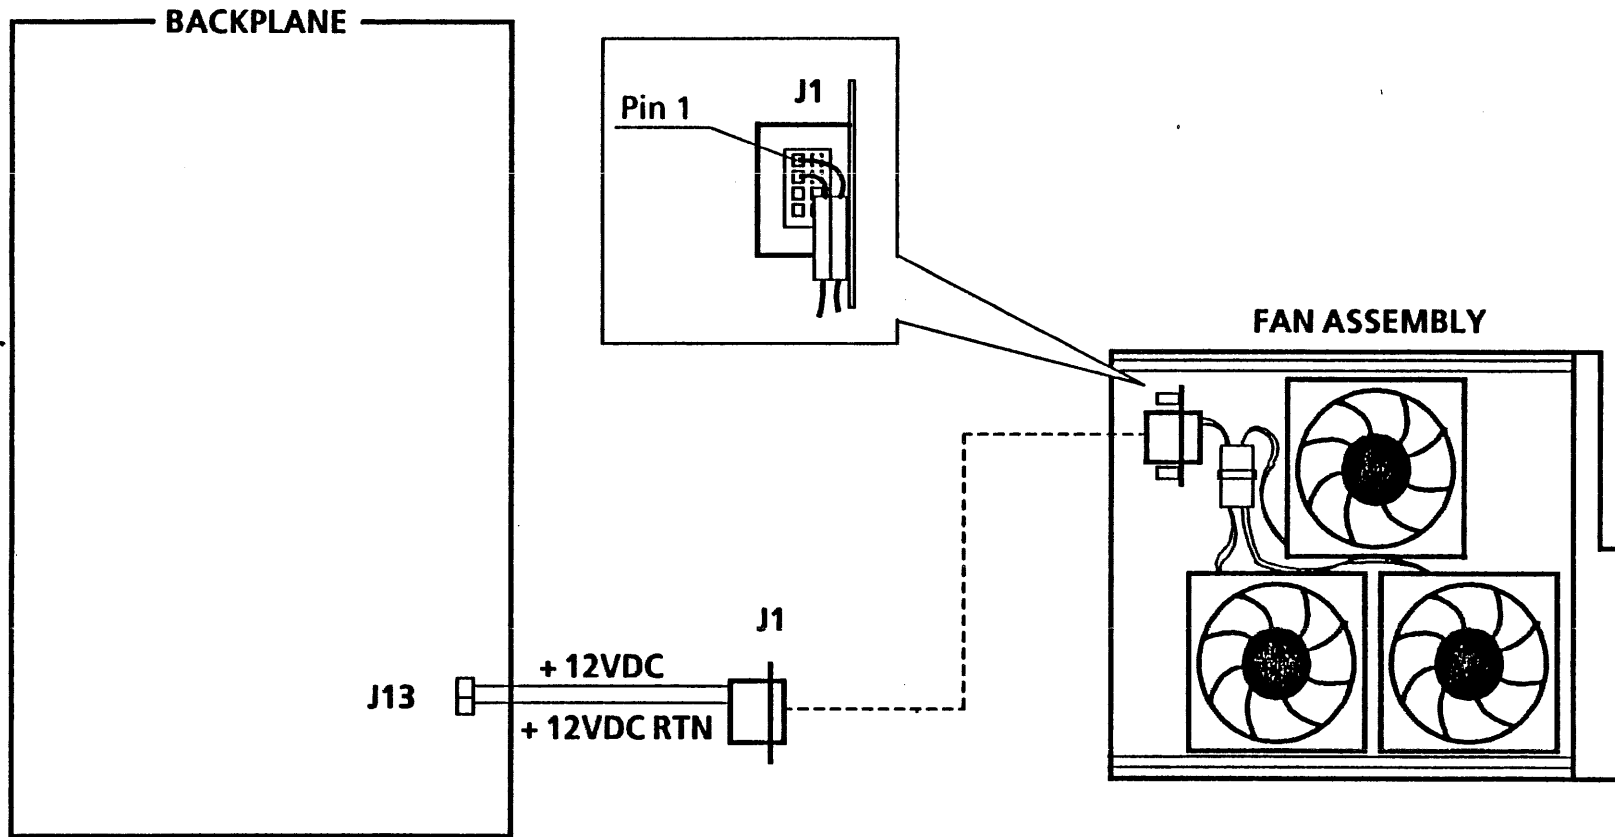 BACKPLANE
J1
Pin 1
FAN ASSEMBLY
J1
+ 12VDC
J13
+ 12VDC RTN